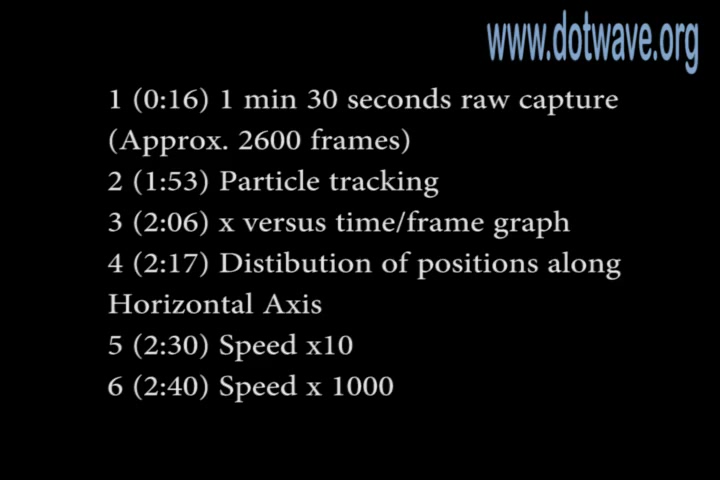 www.dotwave.org
1 (0:16) 1 min 30 seconds raw capture
(Approx. 2600 frames)
2 (1:53) Particle tracking
3 (2:06) x versus time/frame graph
4 (2:17) Distibution of positions along
Horizontal Axis
5 (2:30) Speed x10
6 (2:40) Speed x 1000